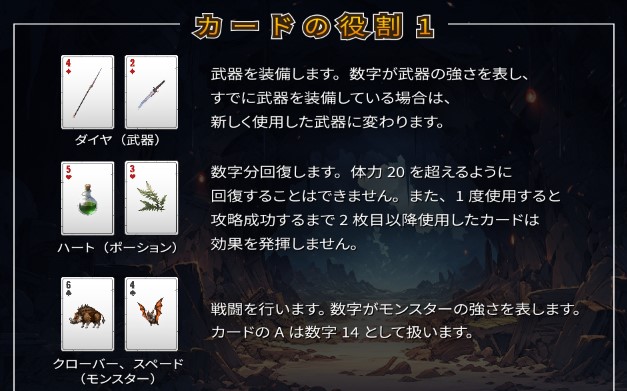 カードの役割 1
4
2
武器を装備します。数字が武器の強さを表し、
すでに武器を装備している場合は、
新しく使用した武器に変わります。
ダイヤ（武器）
5
3
数字分回復します。体力 20 を超えるように
回復することはできません。また、1 度使用すると
攻略成功するまで 2 枚目以降使用したカードは
効果を発揮しません。
ハート（ポーション）
6
4
戦闘を行います。数字がモンスターの強さを表します。
カードの A は数字 14 として扱います。
クローバー、スペード
（モンスター）